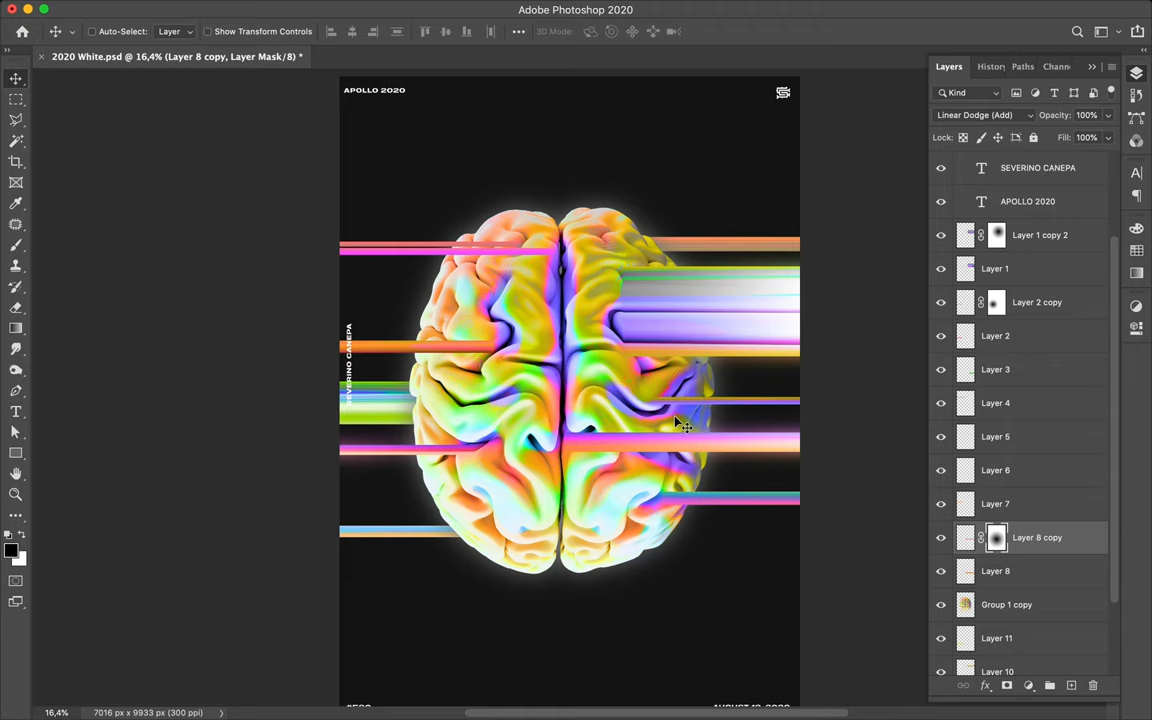 Adobe Photoshop 2020
Auto-Select: Layer Show Transform Controls 3D Mode:
2020 White.psd @ 16,4% (Layer 8 copy, Layer Mask/8) *
Layers Histor Paths Chann
Kind
Linear Dodge (Add) Opacity: 100%
Lock: Fill: 100%
SEVERINO CANEPA
APOLLO 2020
Layer 1 copy 2
Layer 1
Layer 2 copy
Layer 2
Layer 3
Layer 4
Layer 5
Layer 6
Layer 7
Layer 8 copy
Layer 8
Group 1 copy
Layer 11
Layer 10
APOLLO 2020
SEVERINO CANEPA
16,4% 7016 px x 9933 px (300 ppi)